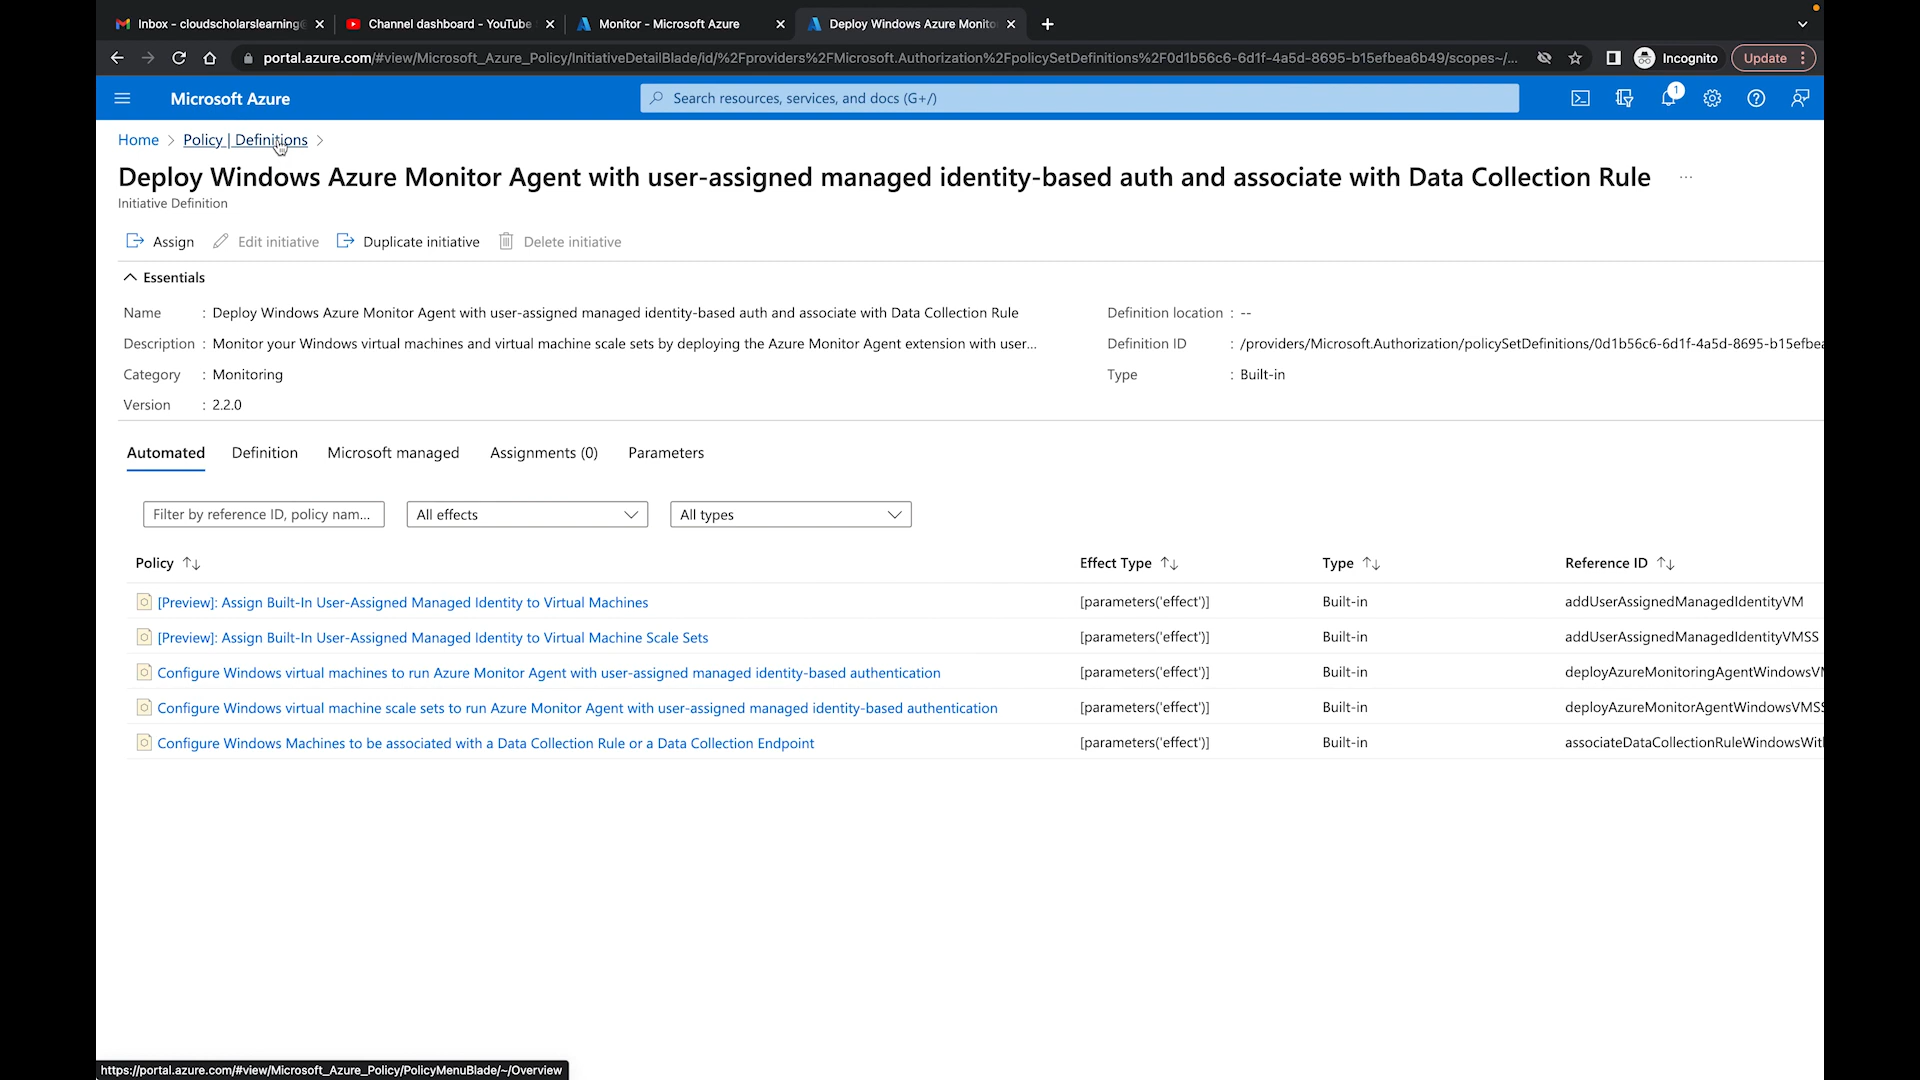 Inbox - cloudscholarslearning@
Channel dashboard - YouTube
Monitor - Microsoft Azure
Deploy Windows Azure Monito
portal.azure.com/#view/Microsoft_Azure_Policy/InitiativeDetailBlade/id/%2Fproviders%2FMicrosoft.Authorization%2FpolicySetDefinitions%2F0d1b56c6-6d1f-4a5d-8695-b15efbea6b49/scopes~/...
Incognito
Update
Microsoft Azure
Search resources, services, and docs (G+/)
1
Home > Policy | Definitions >
Deploy Windows Azure Monitor Agent with user-assigned managed identity-based auth and associate with Data Collection Rule ...
Initiative Definition
Assign Edit initiative Duplicate initiative Delete initiative
Essentials
Name : Deploy Windows Azure Monitor Agent with user-assigned managed identity-based auth and associate with Data Collection Rule
Definition location : --
Description : Monitor your Windows virtual machines and virtual machine scale sets by deploying the Azure Monitor Agent extension with user...
Definition ID : /providers/Microsoft.Authorization/policySetDefinitions/0d1b56c6-6d1f-4a5d-8695-b15efbea
Category : Monitoring
Type : Built-in
Version : 2.2.0
Automated Definition Microsoft managed Assignments (0) Parameters
Filter by reference ID, policy nam... All effects All types
Policy Effect Type Type Reference ID
[Preview]: Assign Built-In User-Assigned Managed Identity to Virtual Machines [parameters('effect')] Built-in addUserAssignedManagedIdentityVM
[Preview]: Assign Built-In User-Assigned Managed Identity to Virtual Machine Scale Sets [parameters('effect')] Built-in addUserAssignedManagedIdentityVMSS
Configure Windows virtual machines to run Azure Monitor Agent with user-assigned managed identity-based authentication [parameters('effect')] Built-in deployAzureMonitoringAgentWindowsVM
Configure Windows virtual machine scale sets to run Azure Monitor Agent with user-assigned managed identity-based authentication [parameters('effect')] Built-in deployAzureMonitorAgentWindowsVMSS
Configure Windows Machines to be associated with a Data Collection Rule or a Data Collection Endpoint [parameters('effect')] Built-in associateDataCollectionRuleWindowsWit
https://portal.azure.com/#view/Microsoft_Azure_Policy/PolicyMenuBlade/~/Overview